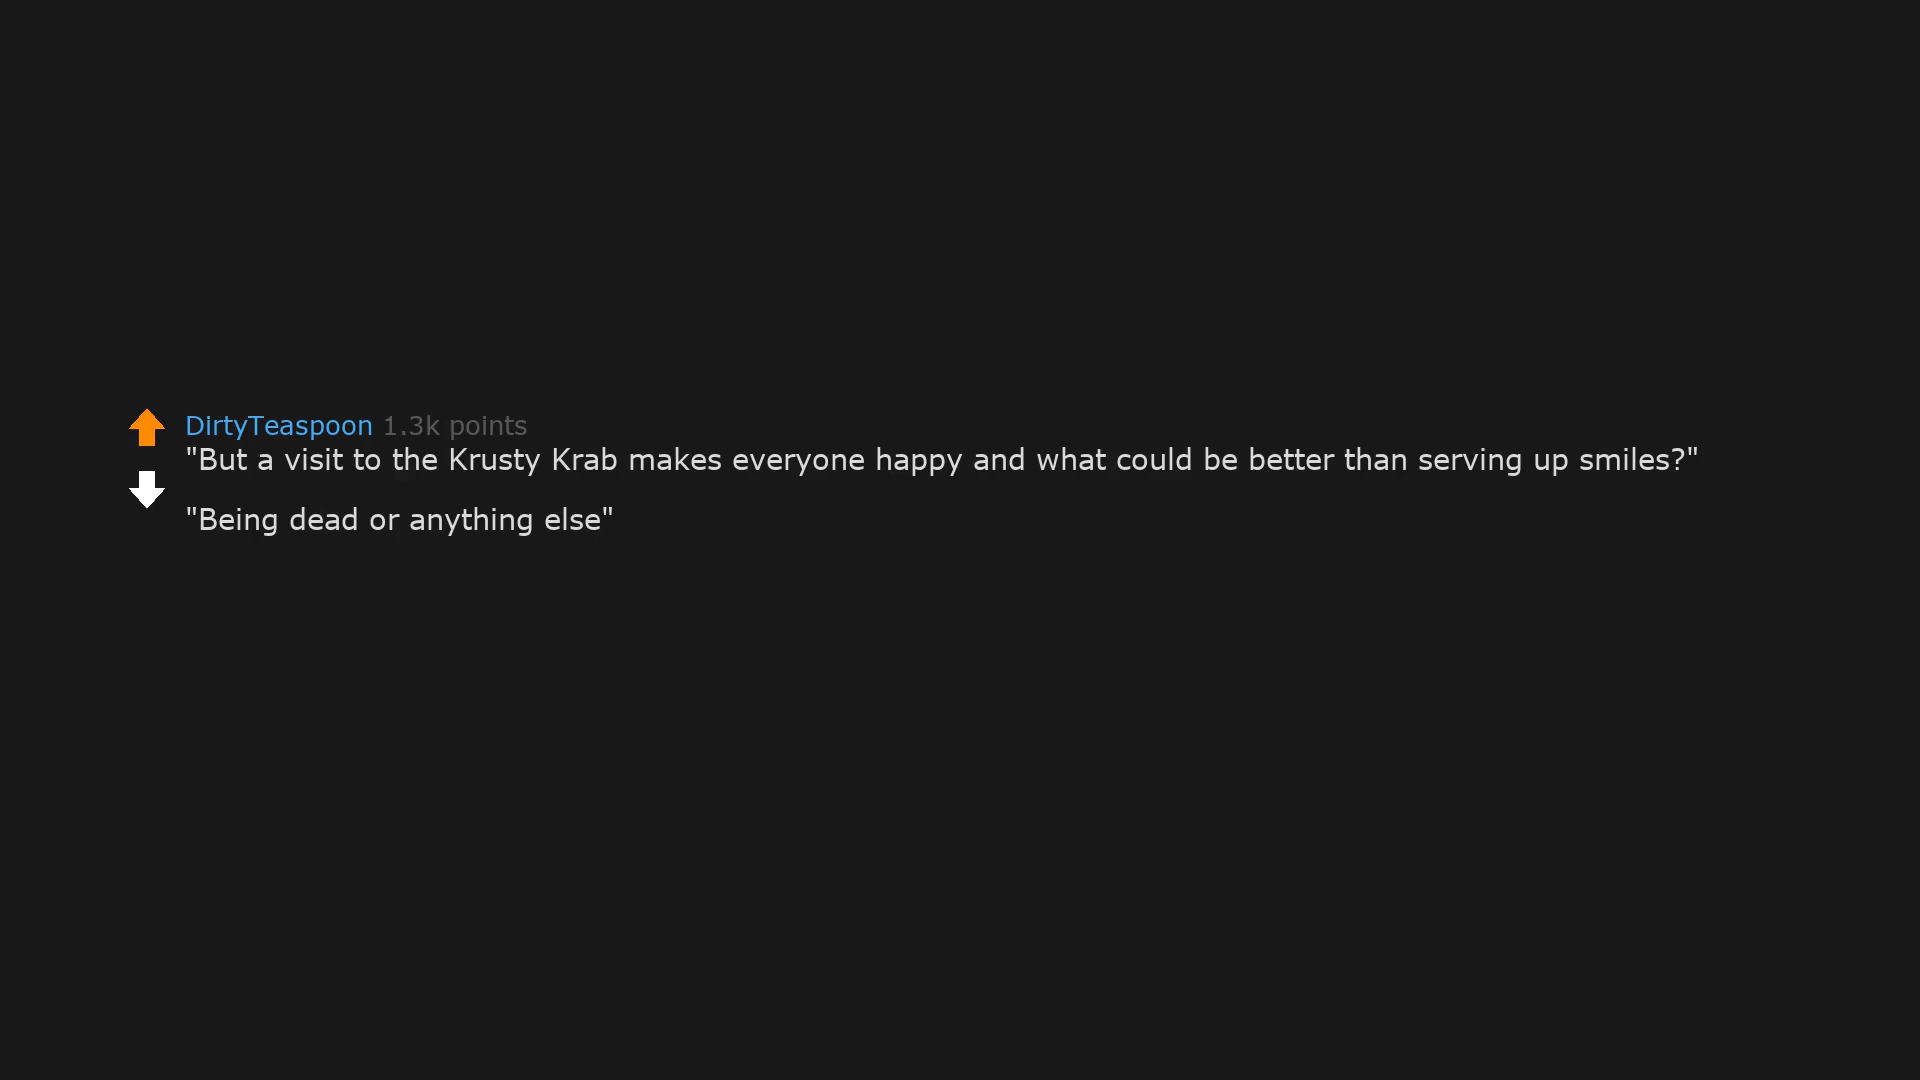 DirtyTeaspoon 1.3k points
"But a visit to the Krusty Krab makes everyone happy and what could be better than serving up smiles?"
"Being dead or anything else"